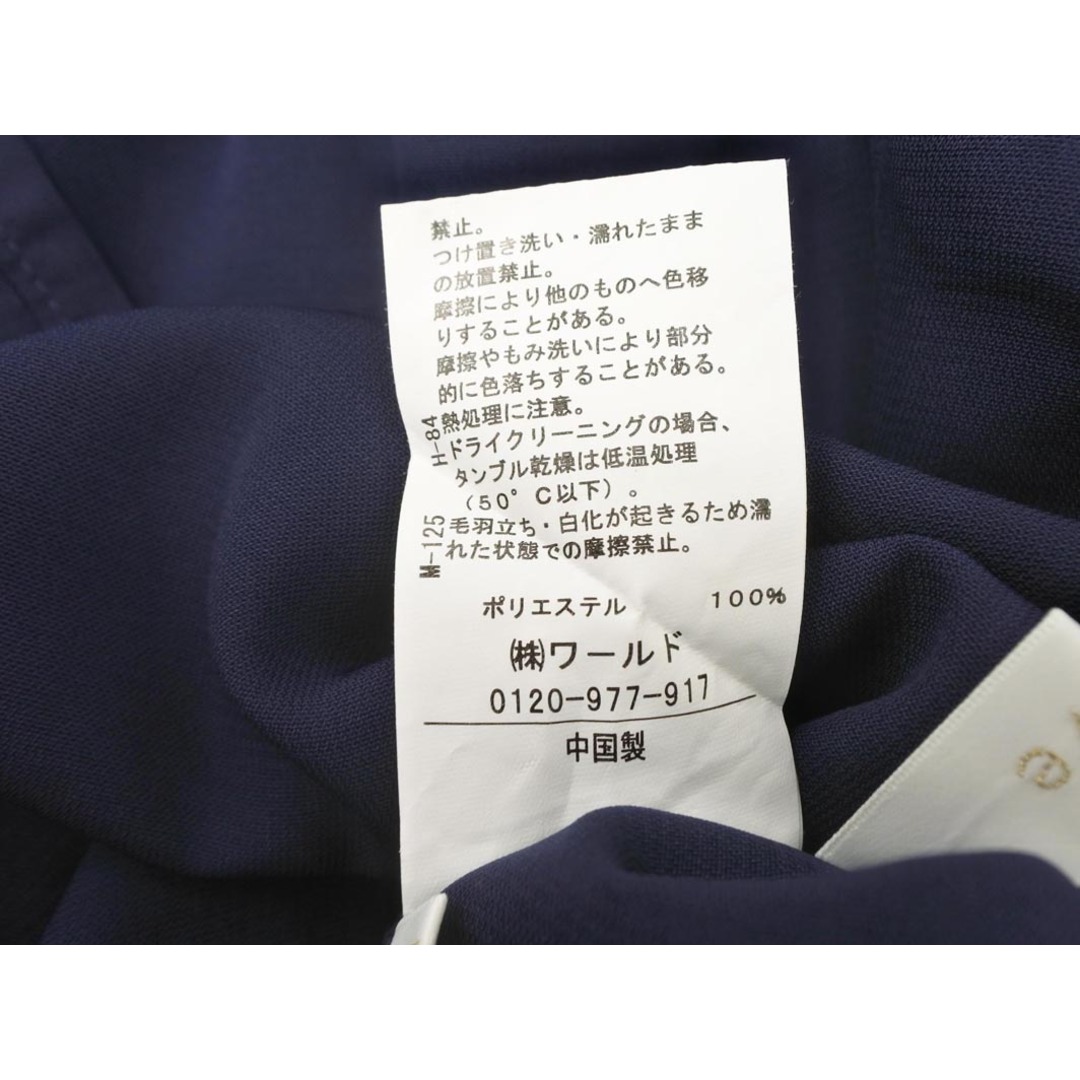 禁止。
つけ置き洗い・濡れたまま
の放置禁止。
摩擦により他のものへ色移
りすることがある。
摩擦やもみ洗いにより部分
的に色落ちすることがある。
熱処理に注意。
ドライクリーニングの場合、
タンブル乾燥は低温処理
（50°C以下）。
毛羽立ち・白化が起きるため濡
れた状態での摩擦禁止。
H-84
M-125
ポリエステル 100%
㈱ワールド
0120-977-917
中国製